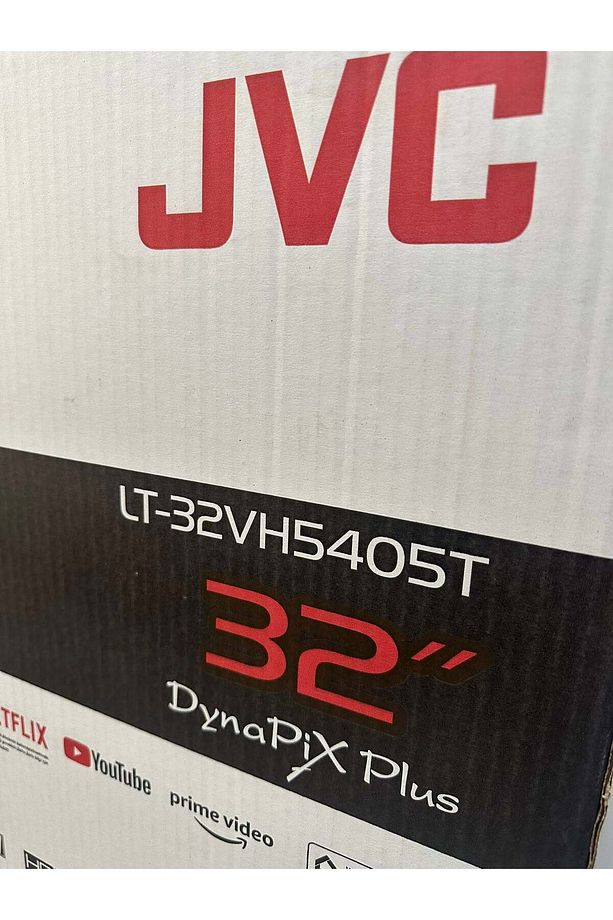 JVC
LT-32VH5405T
32"
DynaPiX Plus
YouTube
prime video